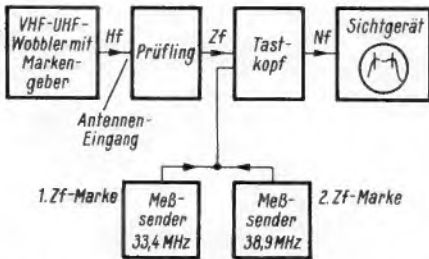 VHF-UHF-
Wobbler mit
Marken-
geber
Hf
Prüfling
Zf
Tast-
kopf
Nf
Sichtgerät
Antennen-
Eingang
1. Zf-Marke
Meß-
sender
33,4 MHz
Meß-
sender
38,9 MHz
2. Zf-Marke